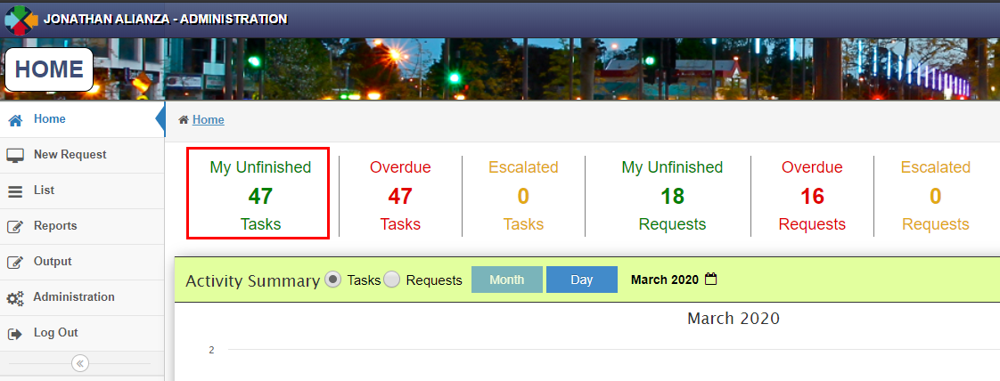 JONATHAN ALIANZA - ADMINISTRATION
HOME
Home
New Request
List
Reports
Output
Administration
Log Out
Home
My Unfinished
47
Tasks
Overdue
47
Tasks
Escalated
0
Tasks
My Unfinished
18
Requests
Overdue
16
Requests
Escalated
0
Requests
Activity Summary Tasks Requests Month Day March 2020
March 2020
2